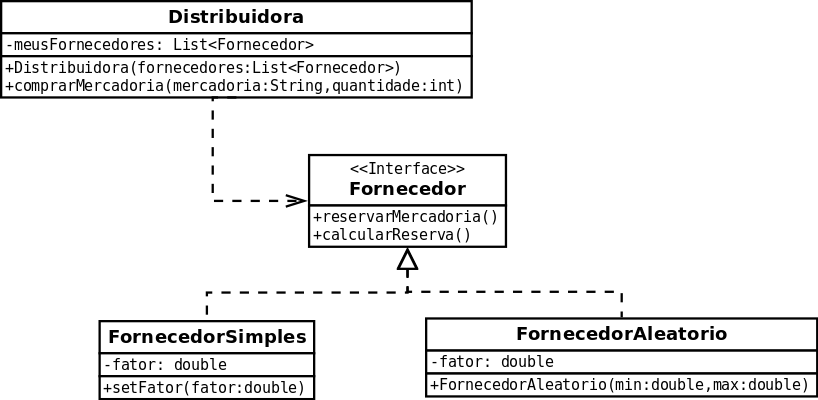 Distribuidora
-meusFornecedores: List<Fornecedor>
+Distribuidora(fornecedores:List<Fornecedor>)
+comprarMercadoria(mercadoria:String,quantidade:int)
<<Interface>>
Fornecedor
+reservarMercadoria()
+calcularReserva()
FornecedorSimples
-fator: double
+setFator(fator:double)
FornecedorAleatorio
-fator: double
+FornecedorAleatorio(min:double,max:double)